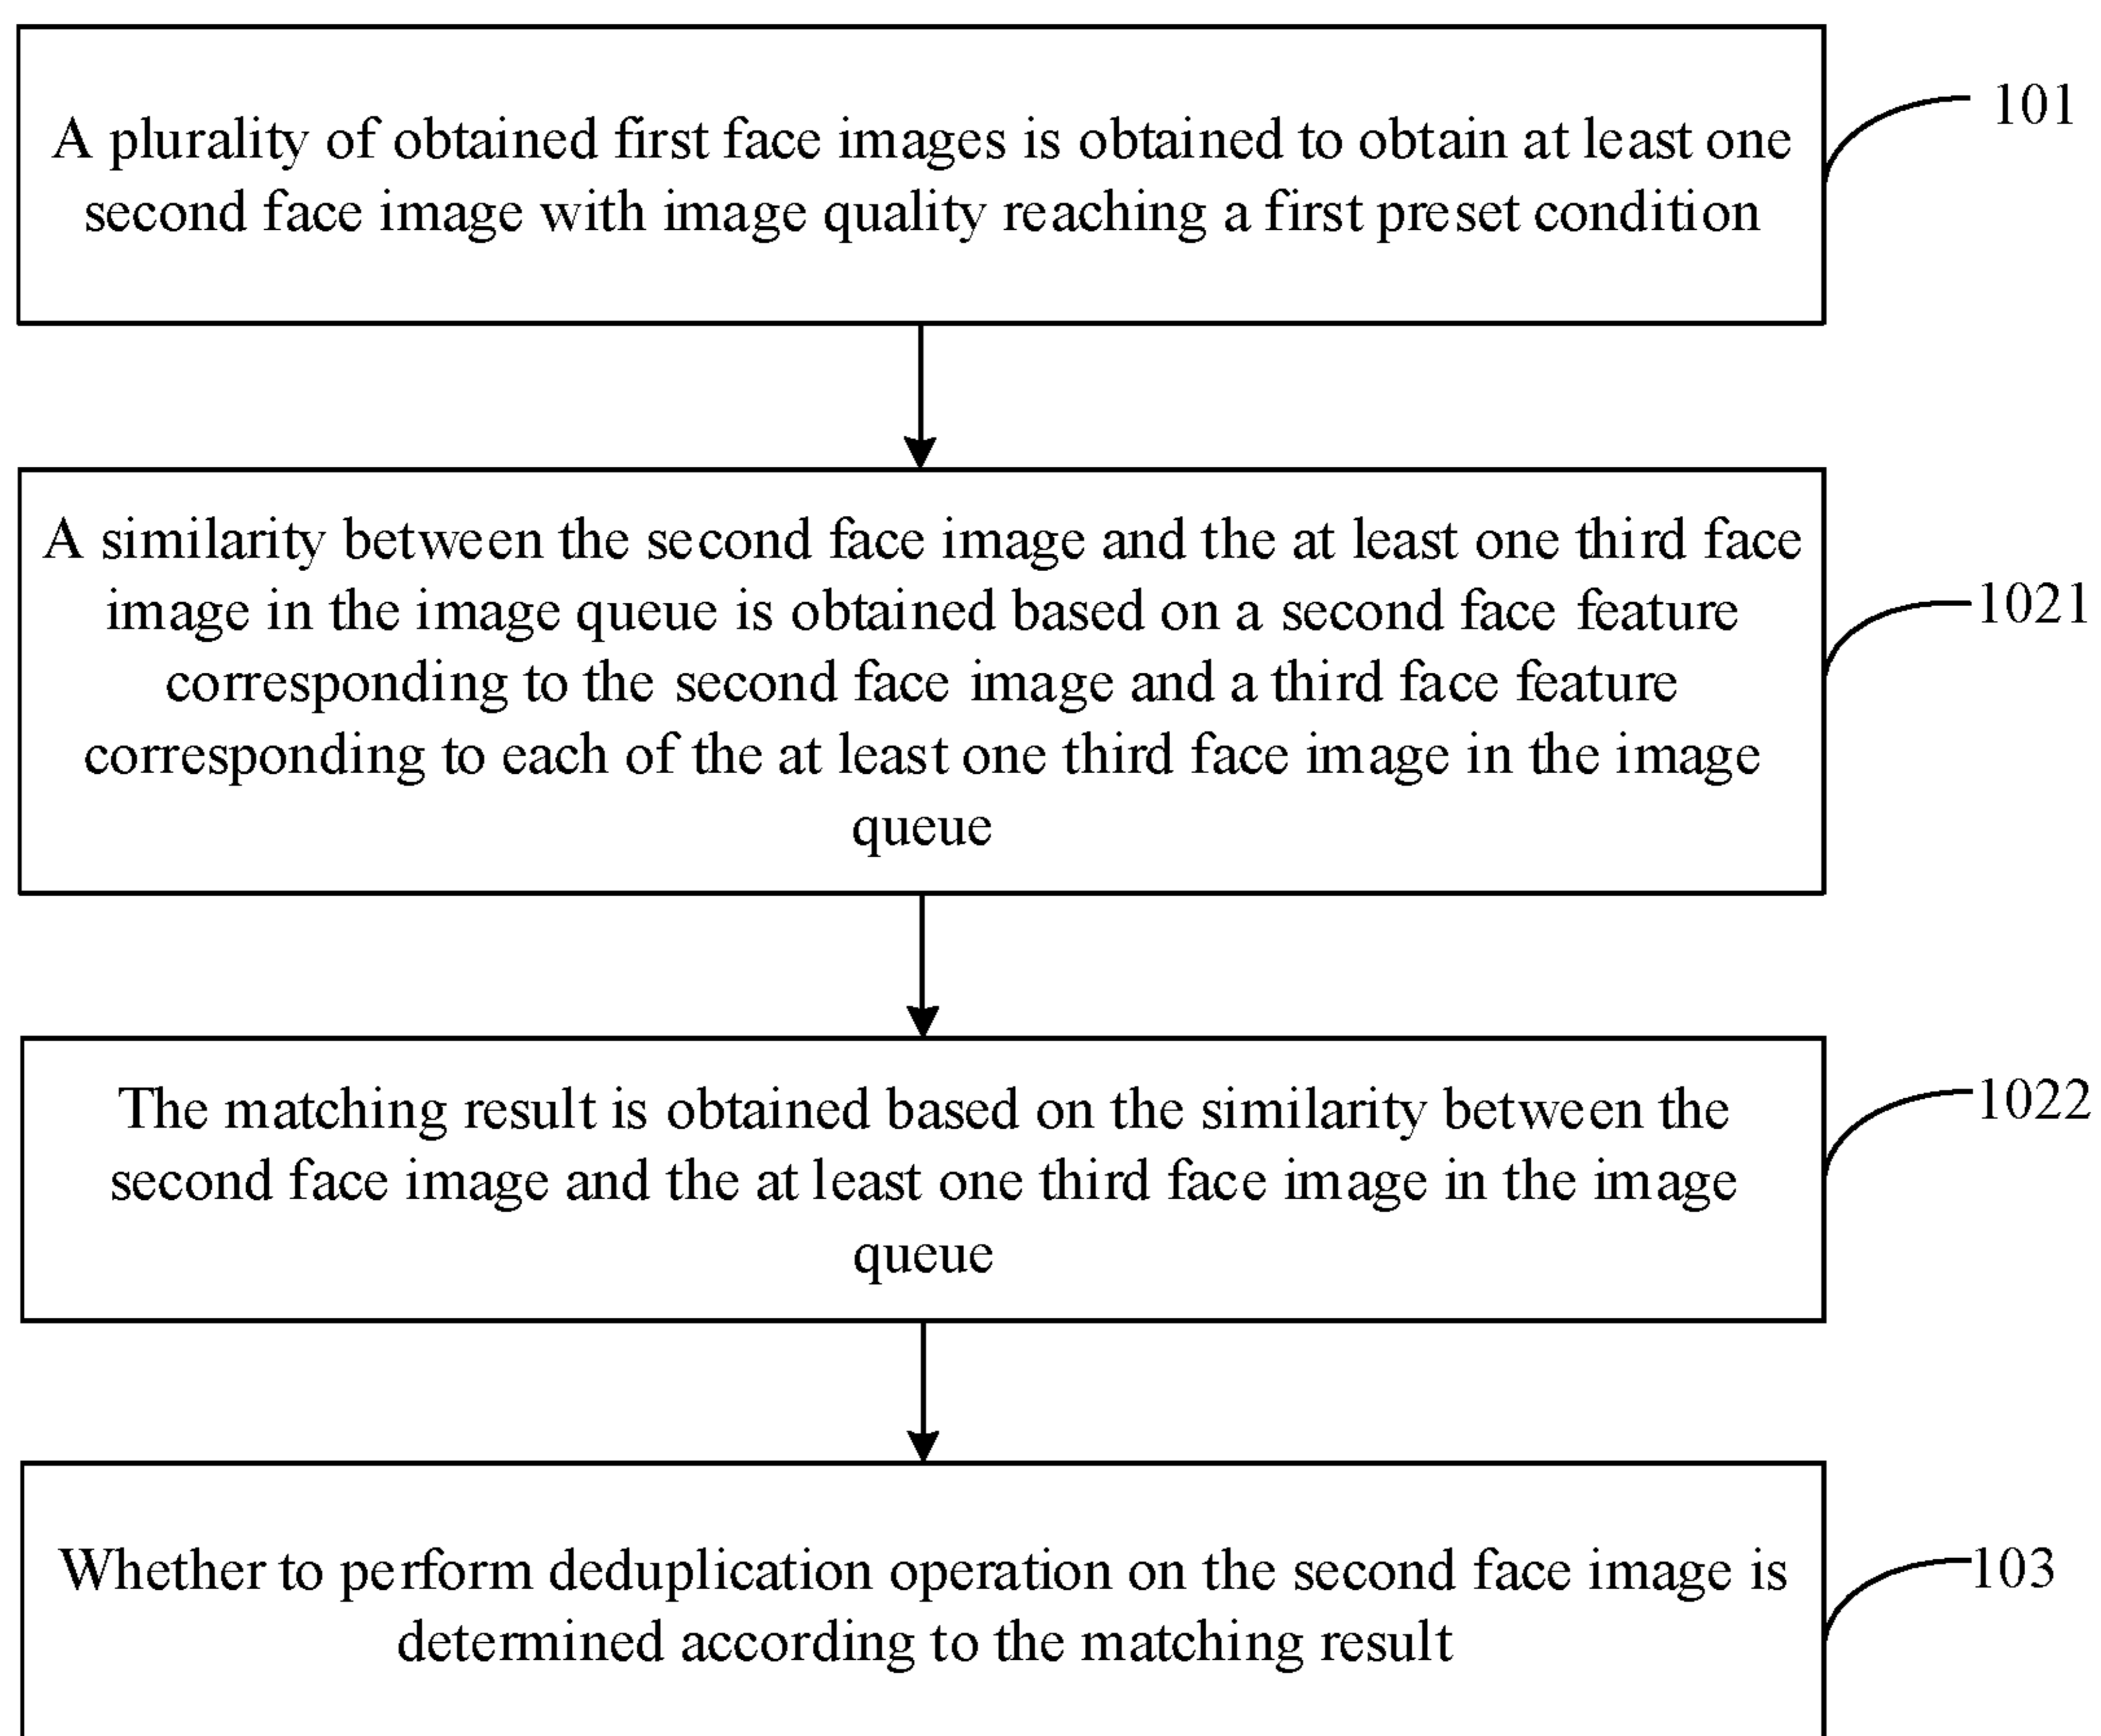 A plurality of obtained first face images is obtained to obtain at least one
second face image with image quality reaching a first preset condition
101
A similarity between the second face image and the at least one third face
image in the image queue is obtained based on a second face feature
corresponding to the second face image and a third face feature
corresponding to each of the at least one third face image in the image
queue
1021
The matching result is obtained based on the similarity between the
second face image and the at least one third face image in the image
queue
1022
Whether to perform deduplication operation on the second face image is
determined according to the matching result
103